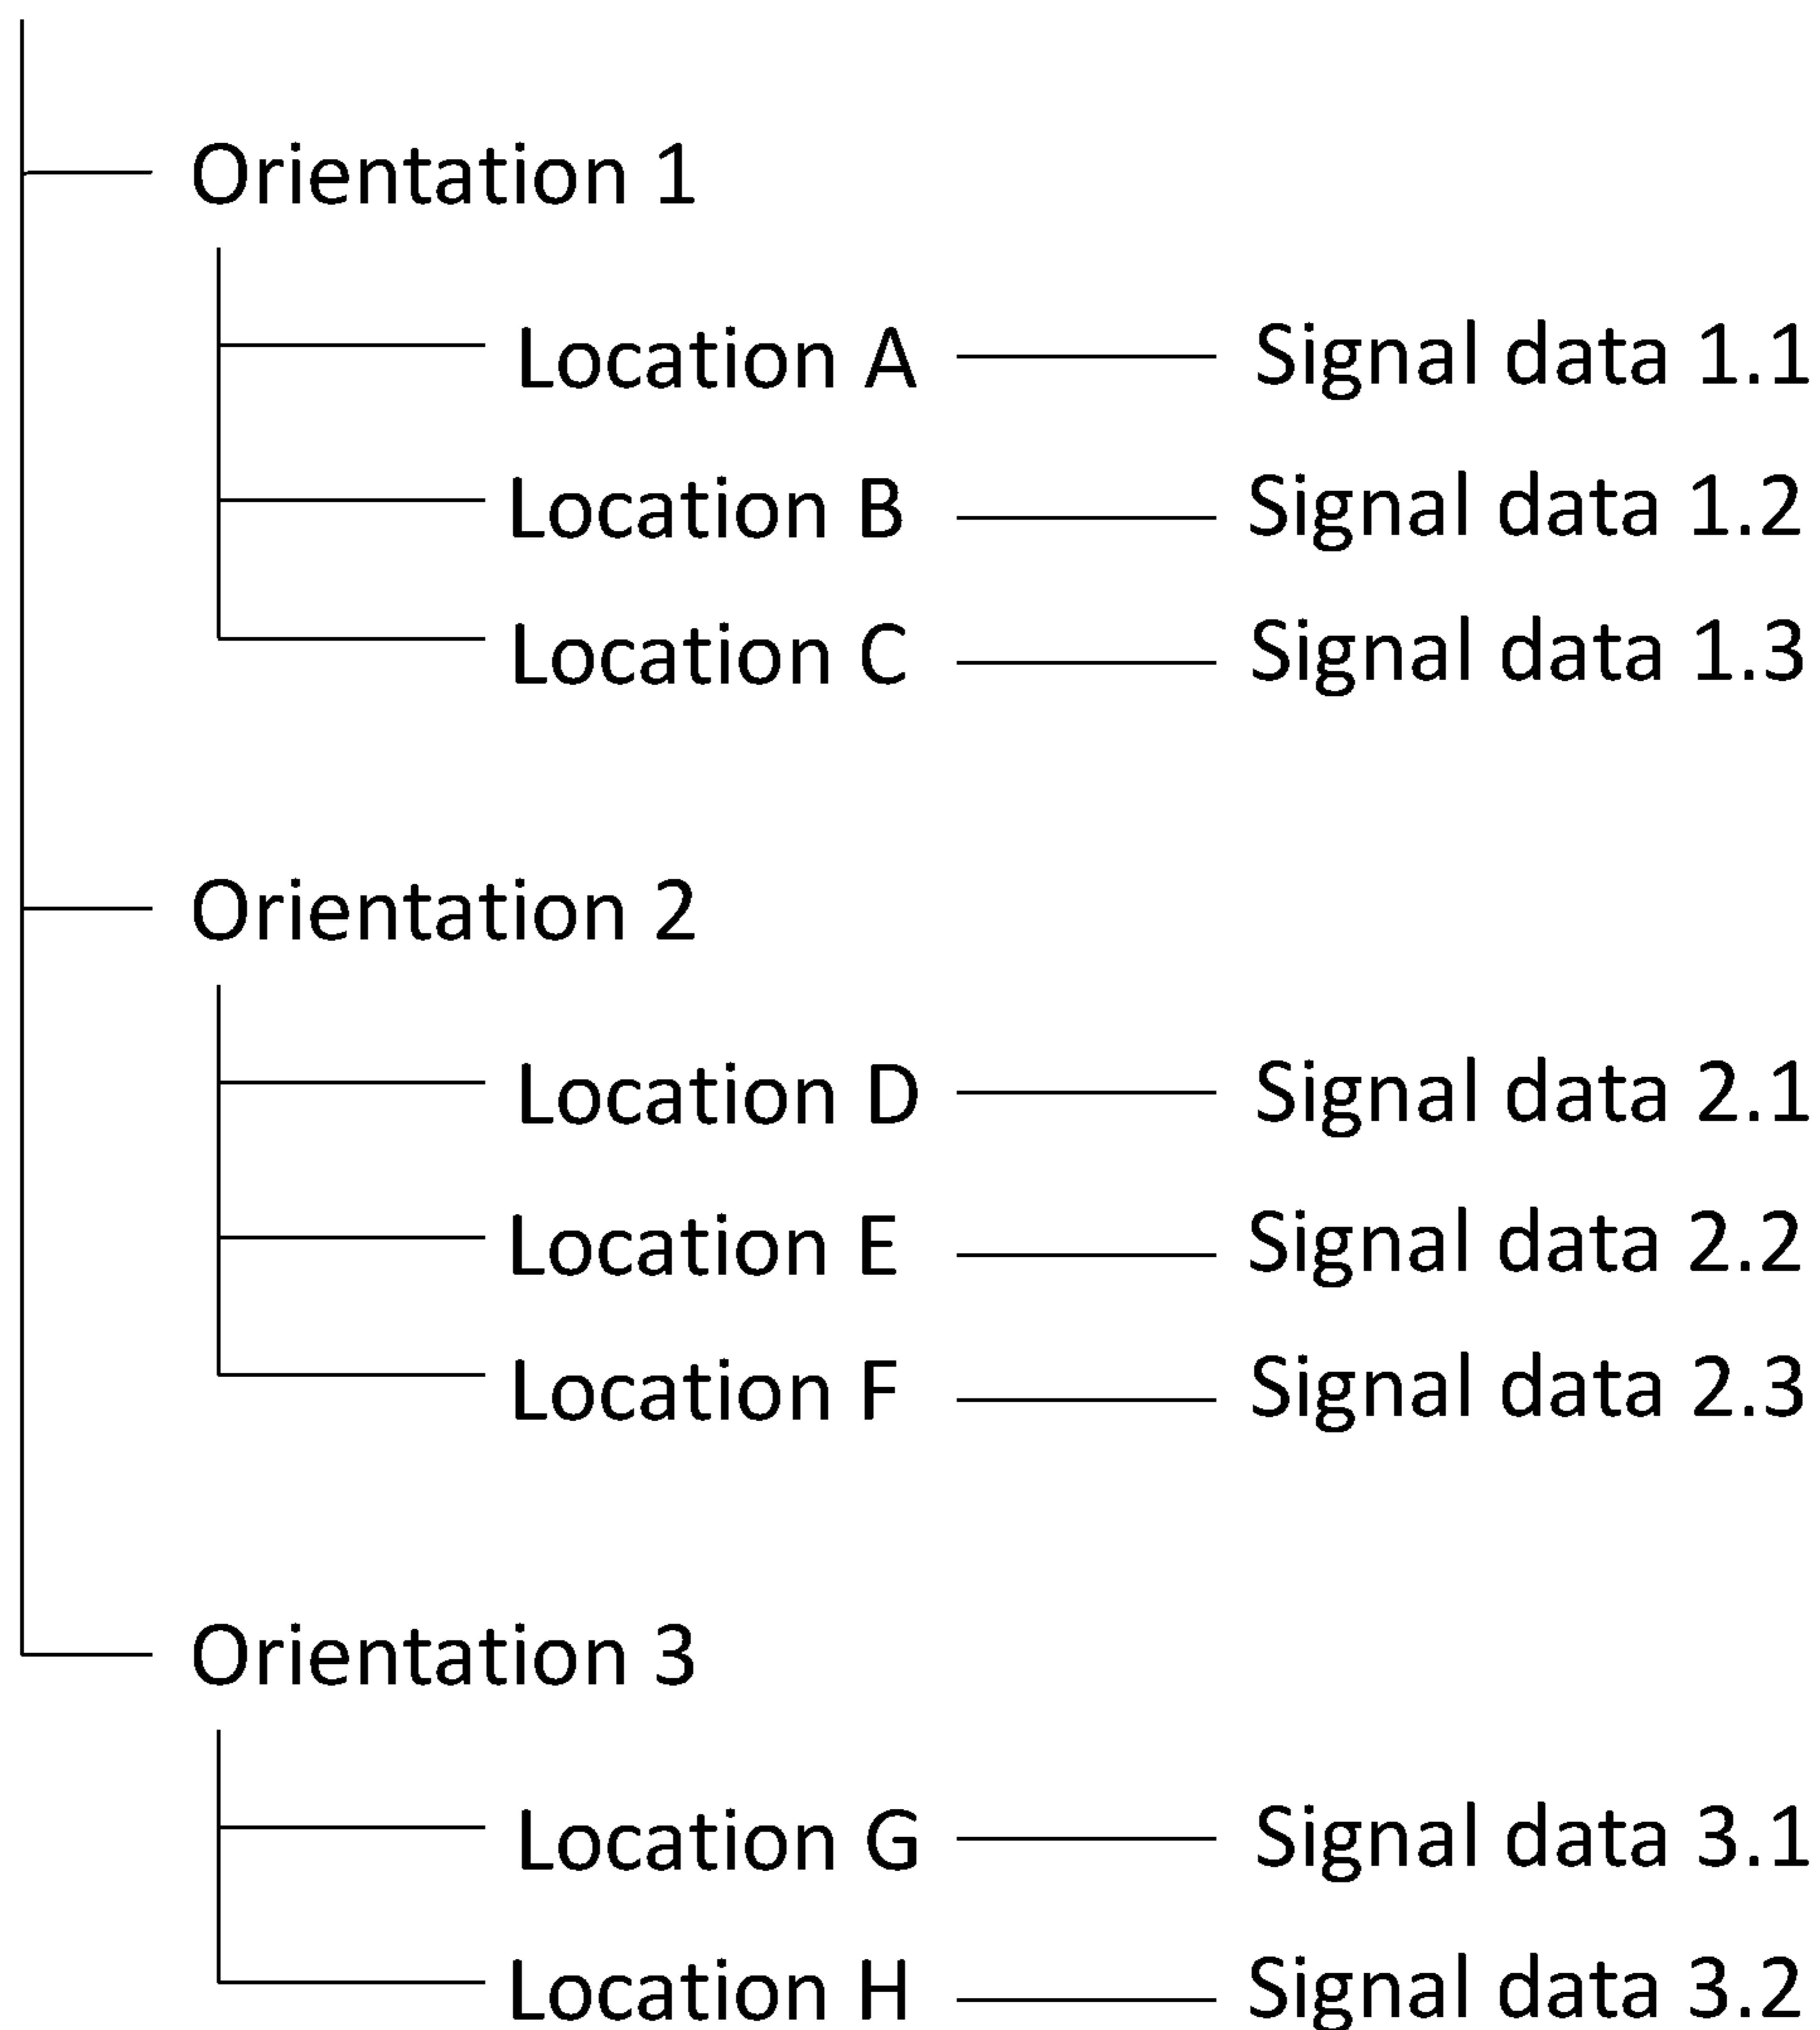 Orientation 1
Location A Signal data 1.1
Location B Signal data 1.2
Location C Signal data 1.3
Orientation 2
Location D Signal data 2.1
Location E Signal data 2.2
Location F Signal data 2.3
Orientation 3
Location G Signal data 3.1
Location H Signal data 3.2